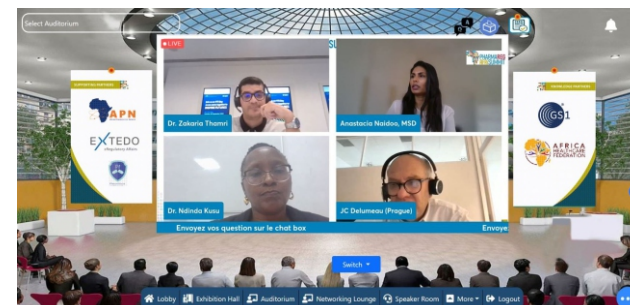 Select Auditorium
LIVE
SUPPORTING PARTNERS
APN
EXTEDO
GS1
AFRICA
HEALTHCARE
FEDERATION
Dr. Zakaria Thamri
Anastacia Naidoo, MSD
Dr. Ndinda Kusu
JC Delumeau (Prague)
Envoyez vos question sur le chat box
Envoye
Switch
Lobby
Exhibition Hall
Auditorium
Networking Lounge
Speaker Room
More
Logout